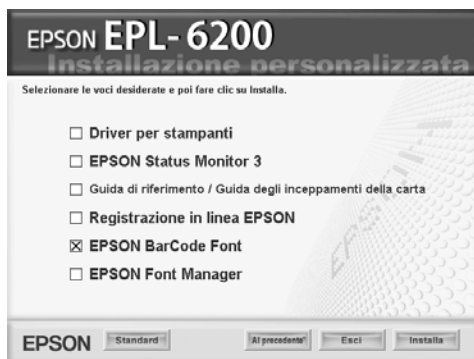 EPSON EPL-6200
Installazione personalizzata
Selezionare le voci desiderate e poi fare clic su Installa.
Driver per stampanti
EPSON Status Monitor 3
Guida di riferimento / Guida degli inceppamenti della carta
Registrazione in linea EPSON
EPSON BarCode Font
EPSON Font Manager
EPSON
Standard
Al precedente"
Esci
Installa